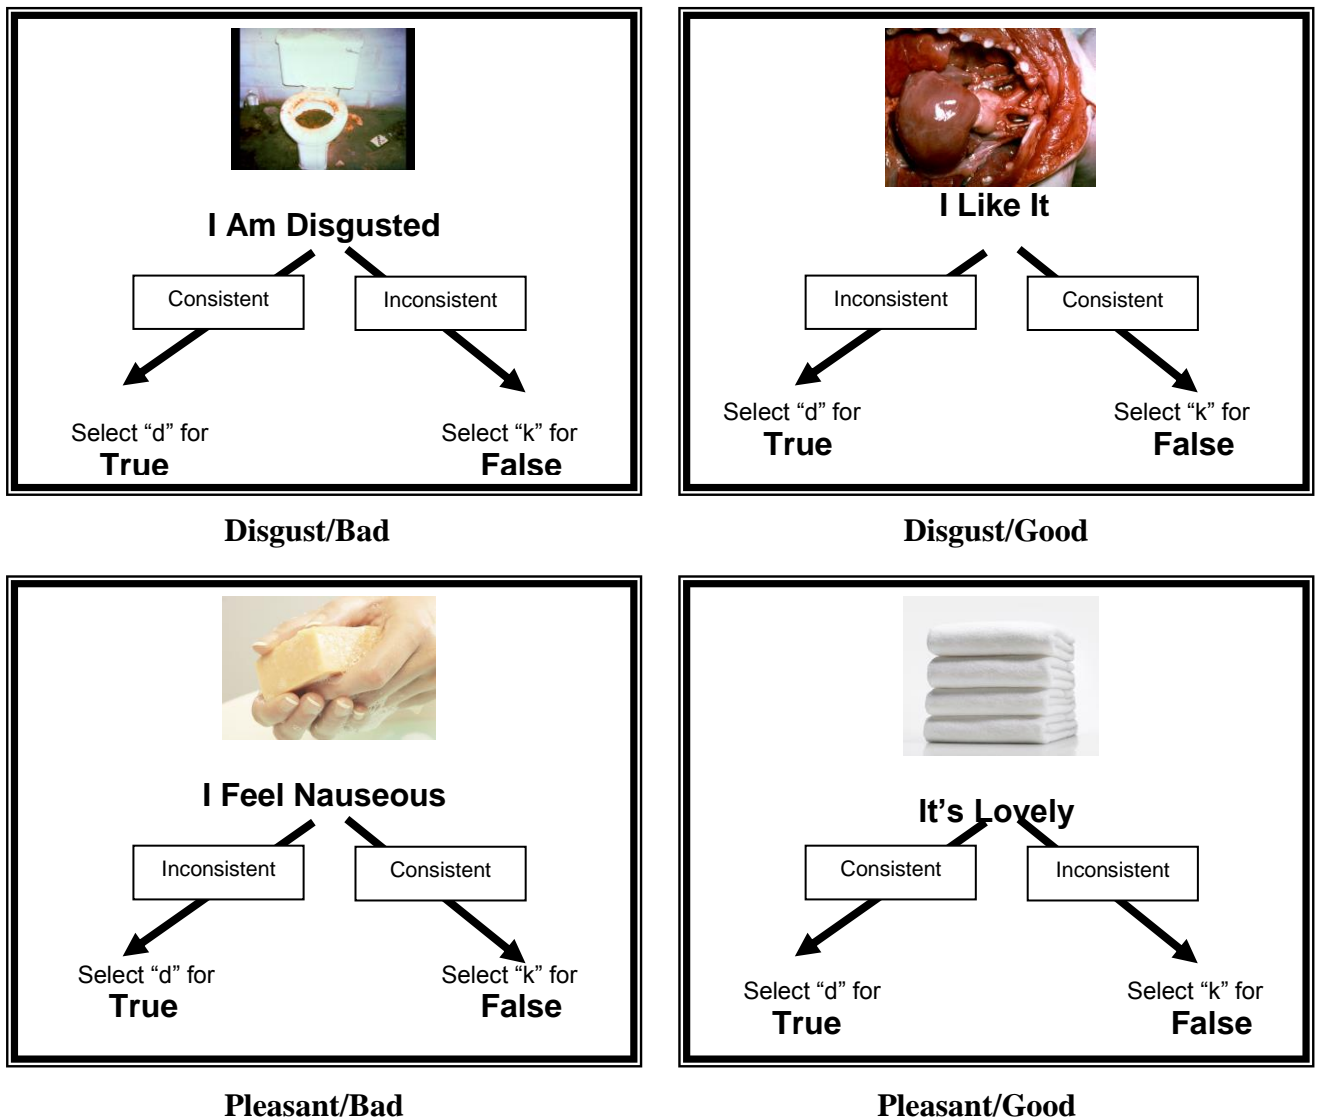 I Am Disgusted
Consistent
Inconsistent
Select “d” for
True
Select “k” for
False
Disgust/Bad
I Like It
Inconsistent
Consistent
Select “d” for
True
Select “k” for
False
Disgust/Good
I Feel Nauseous
Inconsistent
Consistent
Select “d” for
True
Select “k” for
False
Pleasant/Bad
It’s Lovely
Consistent
Inconsistent
Select “d” for
True
Select “k” for
False
Pleasant/Good